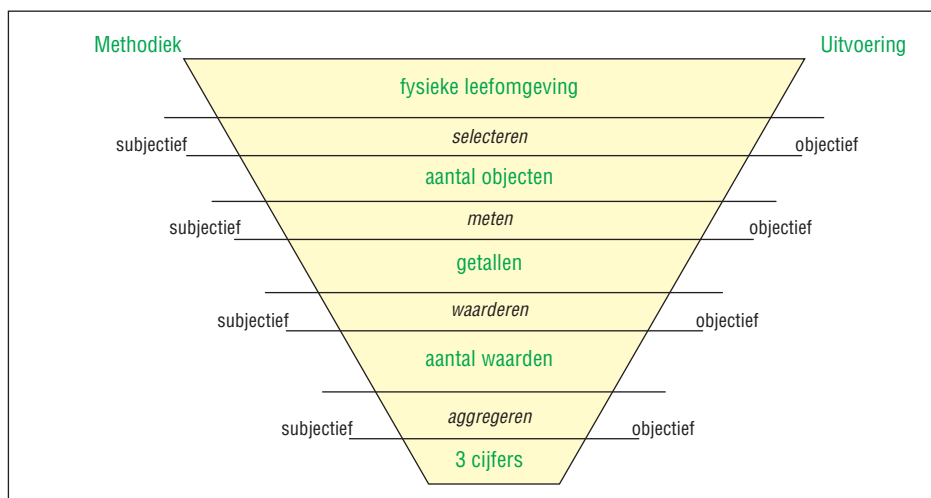 Methodiek Uitvoering
fysieke leefomgeving
subjectief selecteren objectief
aantal objecten
subjectief meten objectief
getallen
subjectief waarderen objectief
aantal waarden
subjectief aggregeren objectief
3 cijfers